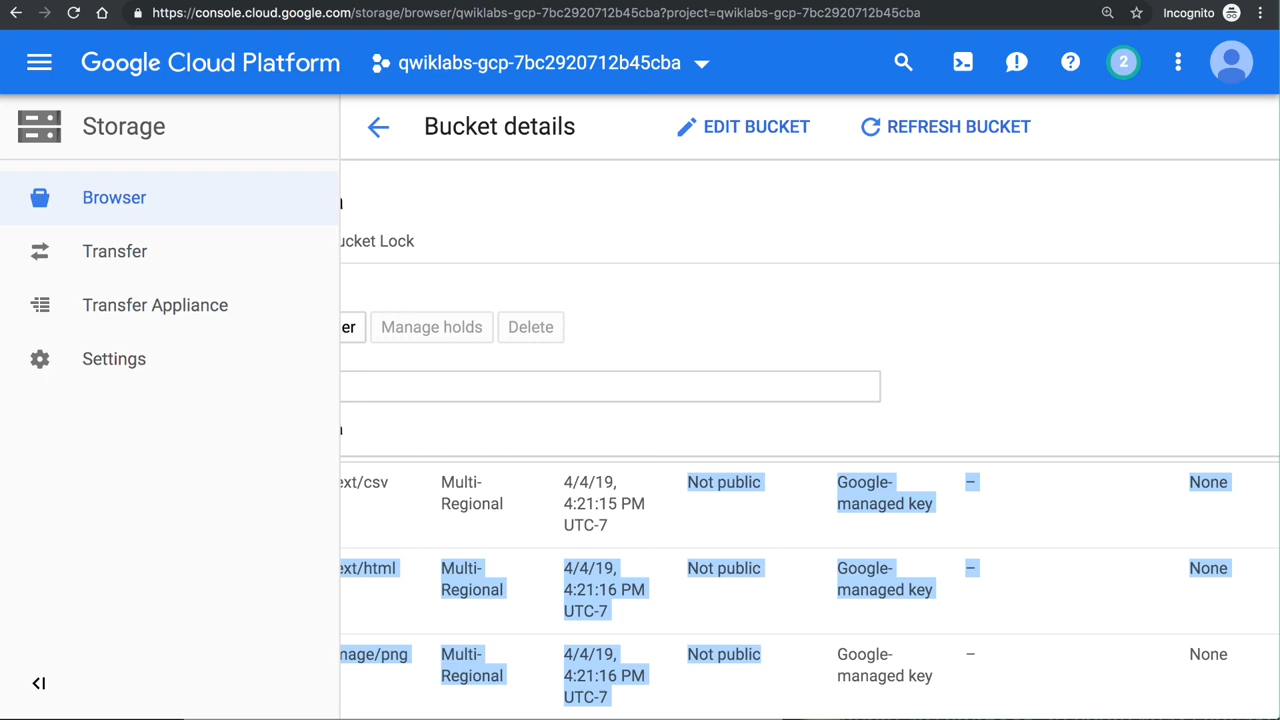 https://console.cloud.google.com/storage/browser/qwiklabs-gcp-7bc2920712b45cba?project=qwiklabs-gcp-7bc2920712b45cba
Incognito
Google Cloud Platform
qwiklabs-gcp-7bc2920712b45cba
2
Storage
Bucket details
EDIT BUCKET
REFRESH BUCKET
Browser
Transfer
Transfer Appliance
Settings
ucket Lock
er
Manage holds
Delete
ext/csv
Multi-
Regional
4/4/19,
4:21:15 PM
UTC-7
Not public
Google-
managed key
–
None
ext/html
Multi-
Regional
4/4/19,
4:21:16 PM
UTC-7
Not public
Google-
managed key
–
None
nage/png
Multi-
Regional
4/4/19,
4:21:16 PM
UTC-7
Not public
Google-
managed key
–
None